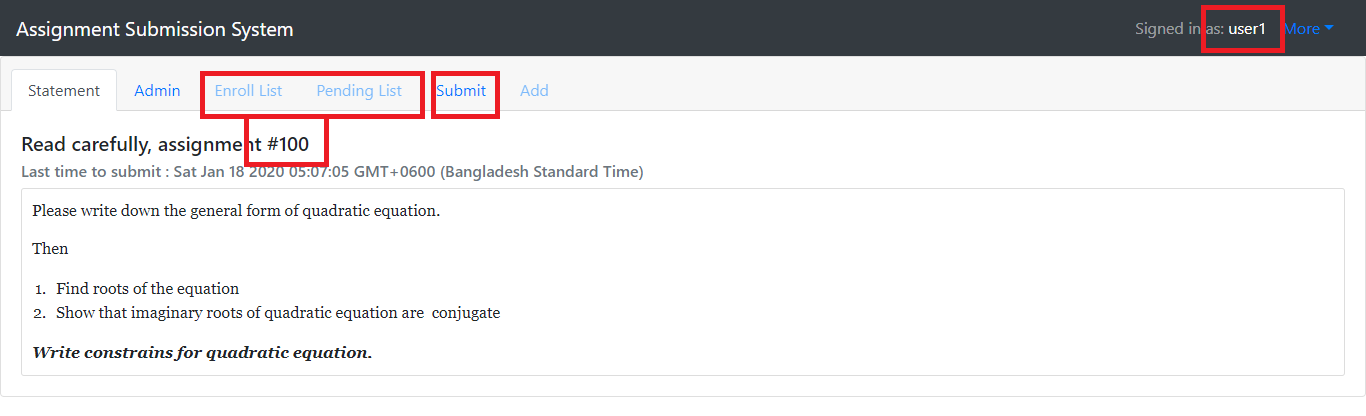 Assignment Submission System
Signed in as: user1 More
Statement Admin Enroll List Pending List Submit Add
Read carefully, assignment #100
Last time to submit : Sat Jan 18 2020 05:07:05 GMT+0600 (Bangladesh Standard Time)
Please write down the general form of quadratic equation.
Then
1. Find roots of the equation
2. Show that imaginary roots of quadratic equation are conjugate
Write constrains for quadratic equation.